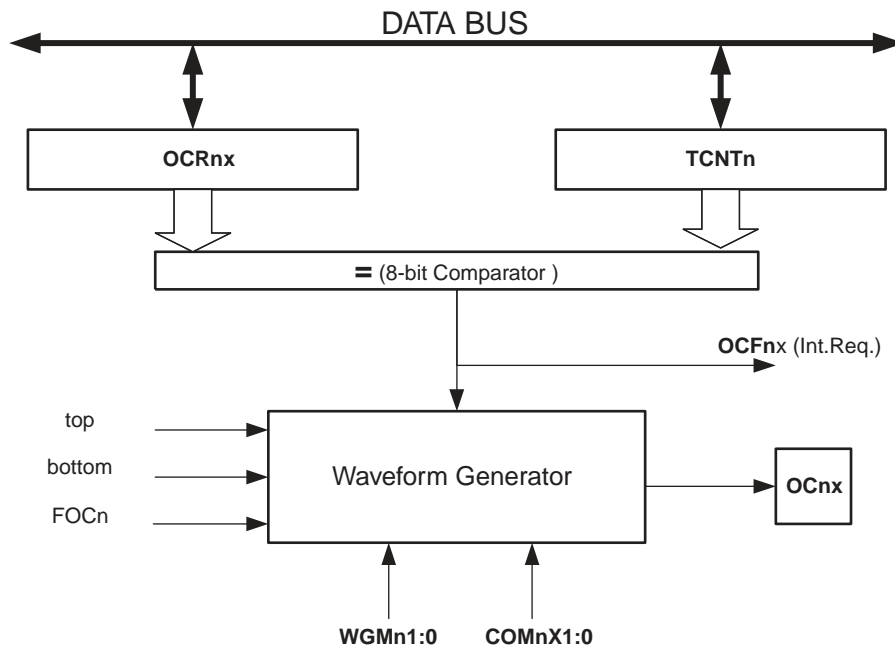 DATA BUS
OCRnx
TCNTn
= (8-bit Comparator )
OCFnx (Int.Req.)
top
bottom
FOCn
Waveform Generator
OCnx
WGMn1:0
COMnX1:0